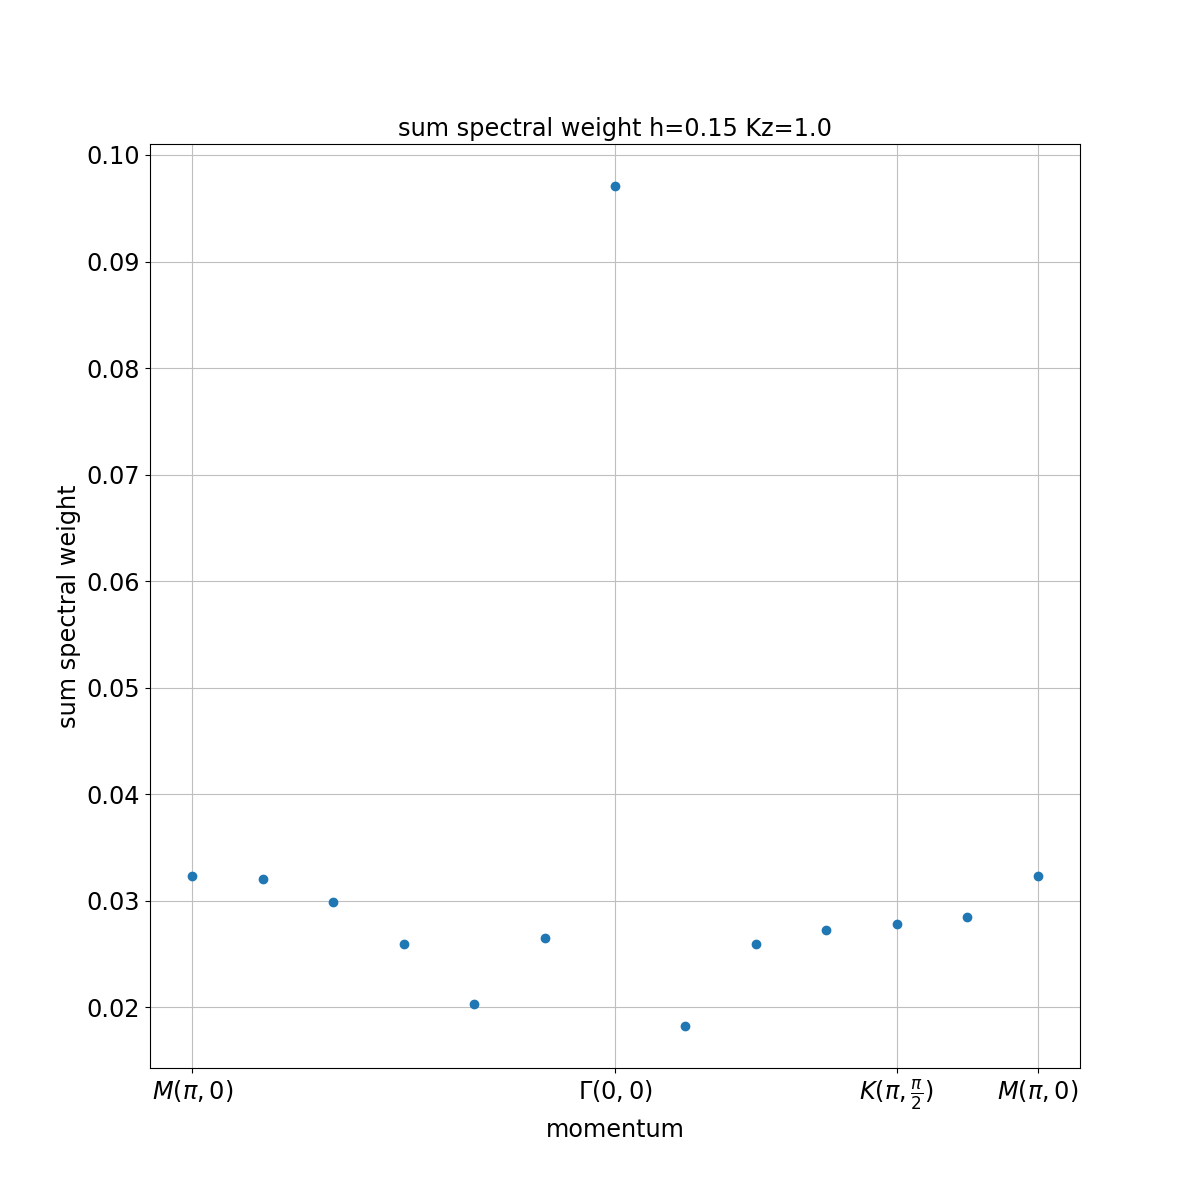 sum spectral weight h=0.15 Kz=1.0
0.10
0.09
0.08
0.07
0.06
0.05
0.04
0.03
0.02
sum spectral weight
M(π, 0) Γ(0, 0) K(π, π/2) M(π, 0)
momentum